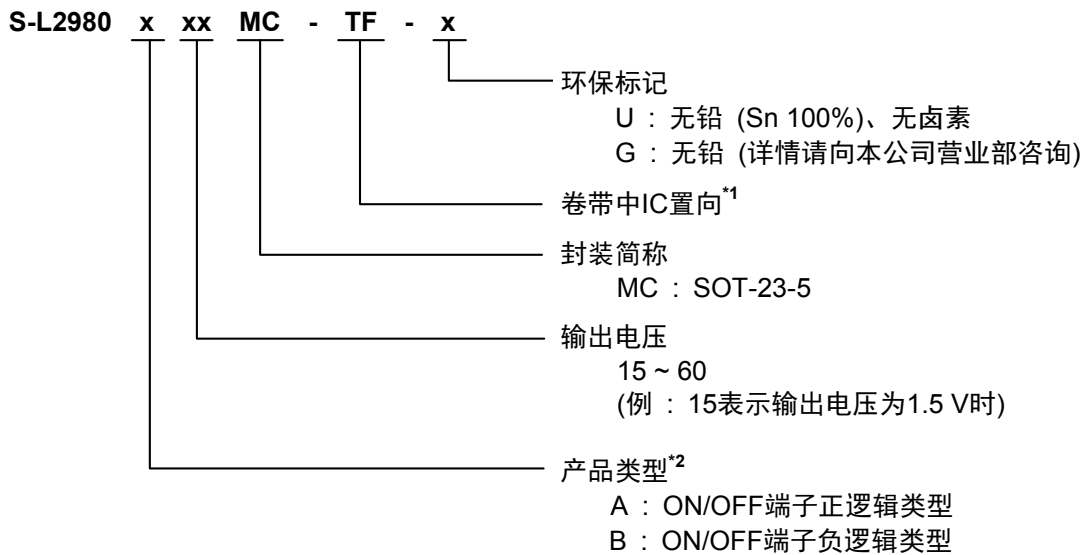 S-L2980 x xx MC - TF - x
环保标记
U : 无铅 (Sn 100%)、无卤素
G : 无铅 (详情请向本公司营业部咨询)
卷带中IC置向*1
封装简称
MC : SOT-23-5
输出电压
15 ~ 60
(例 : 15表示输出电压为1.5 V时)
产品类型*2
A : ON/OFF端子正逻辑类型
B : ON/OFF端子负逻辑类型